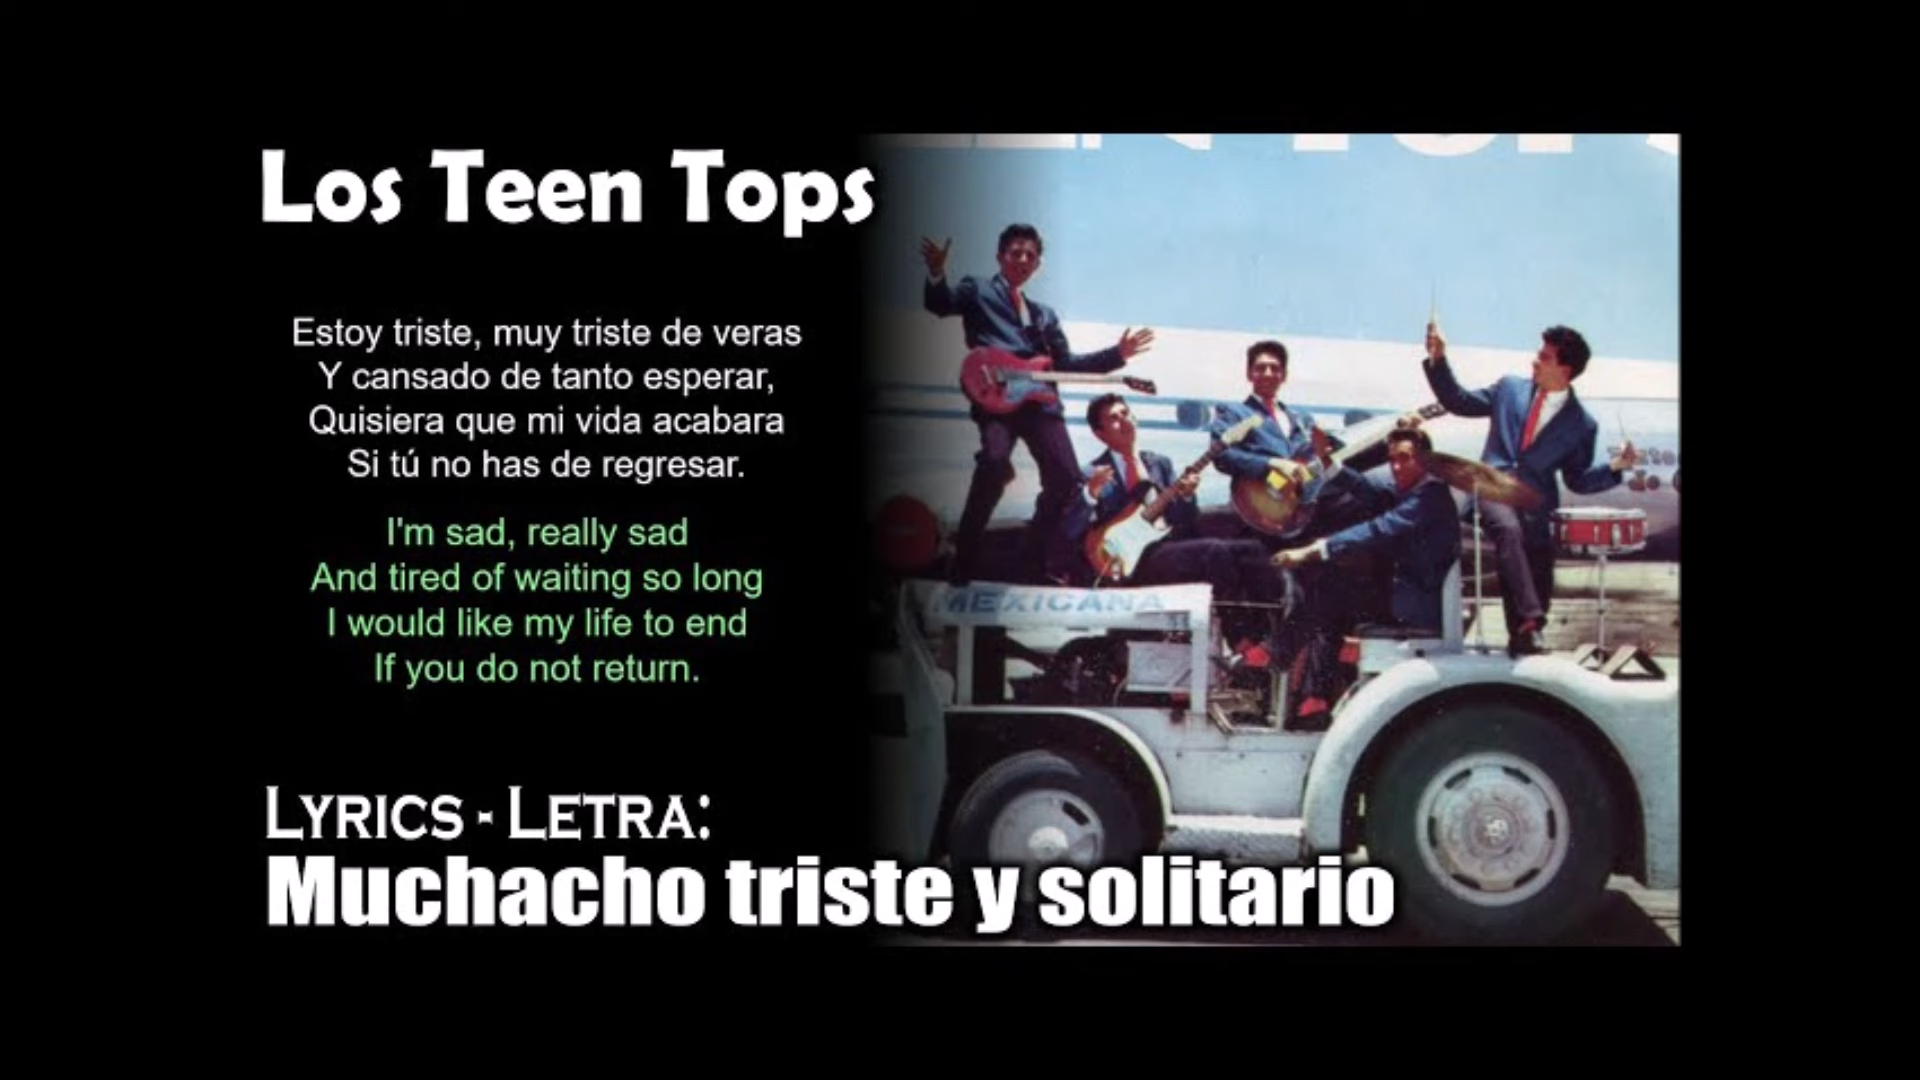 Los Teen Tops
Estoy triste, muy triste de veras
Y cansado de tanto esperar,
Quisiera que mi vida acabara
Si tú no has de regresar.
I'm sad, really sad
And tired of waiting so long
I would like my life to end
If you do not return.
MEXICANA
LYRICS - LETRA:
Muchacho triste y solitario